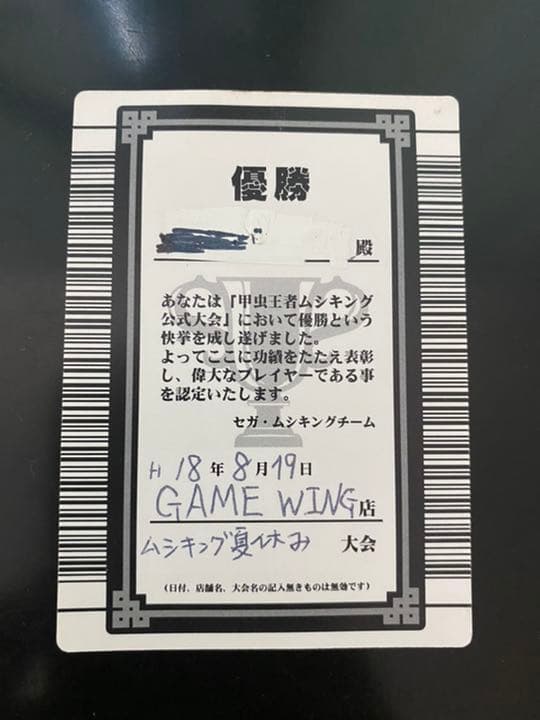 優勝
殿
あなたは「甲虫王者ムシキング
公式大会」において優勝という
快挙を成し遂げました。
よってここに功績をたたえ表彰
し、偉大なプレイヤーである事
を認定いたします。
セガ・ムシキングチーム
H 18年8月19日
GAME WING店
ムシキング夏休み 大会
(日付、店舗名、大会名の記入無きものは無効です)